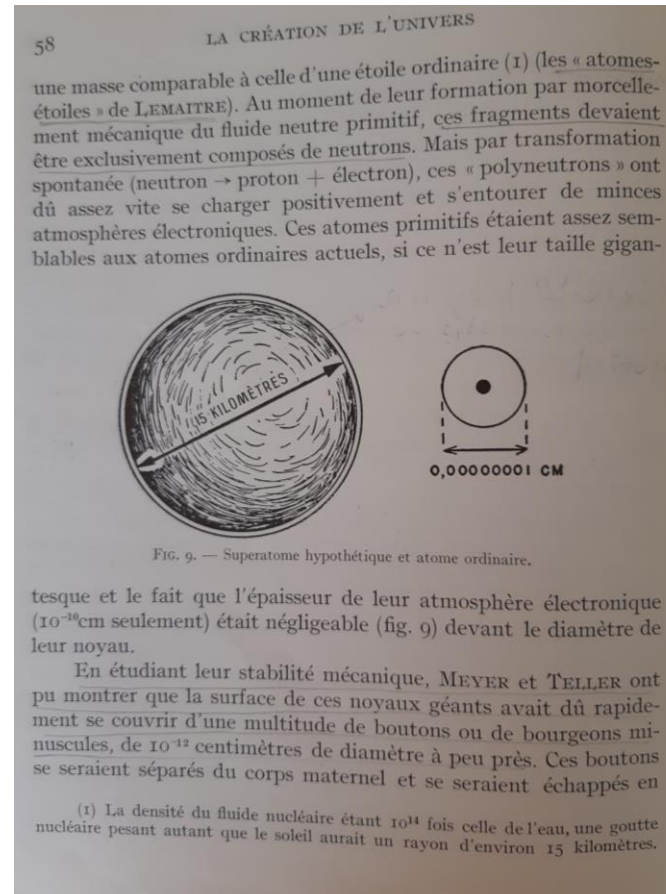 58
LA CRÉATION DE L'UNIVERS
une masse comparable à celle d'une étoile ordinaire (1) (les « atomes-
étoiles » de LEMAITRE). Au moment de leur formation par morcelle-
ment mécanique du fluide neutre primitif, ces fragments devaient
être exclusivement composés de neutrons. Mais par transformation
spontanée (neutron → proton + électron), ces « polyneutrons » ont
dû assez vite se charger positivement et s'entourer de minces
atmosphères électroniques. Ces atomes primitifs étaient assez sem-
blables aux atomes ordinaires actuels, si ce n'est leur taille gigan-
15 KILOMÈTRES
0,00000001 CM
FIG. 9. — Superatome hypothétique et atome ordinaire.
tesque et le fait que l'épaisseur de leur atmosphère électronique
(10⁻¹⁰cm seulement) était négligeable (fig. 9) devant le diamètre de
leur noyau.
En étudiant leur stabilité mécanique, MEYER et TELLER ont
pu montrer que la surface de ces noyaux géants avait dû rapide-
ment se couvrir d'une multitude de boutons ou de bourgeons mi-
nuscules, de 10⁻¹² centimètres de diamètre à peu près. Ces boutons
se seraient séparés du corps maternel et se seraient échappés en
(1) La densité du fluide nucléaire étant 10¹⁴ fois celle de l'eau, une goutte
nucléaire pesant autant que le soleil aurait un rayon d'environ 15 kilomètres.